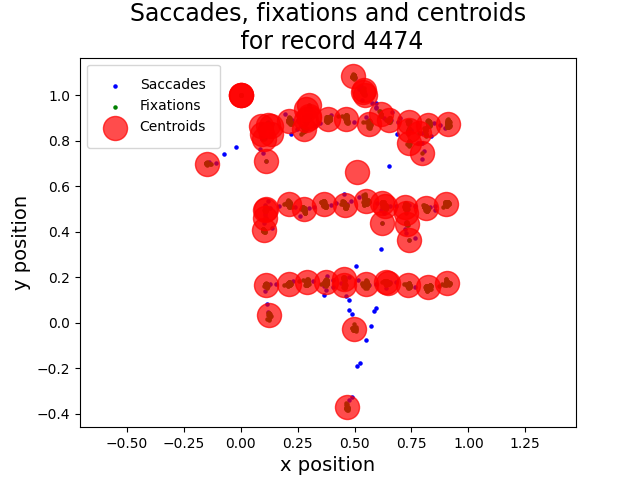 Saccades, fixations and centroids
for record 4474
Saccades
Fixations
Centroids
y position
1.0
0.8
0.6
0.4
0.2
0.0
−0.2
−0.4
−0.50
−0.25
0.00
0.25
0.50
0.75
1.00
1.25
x position